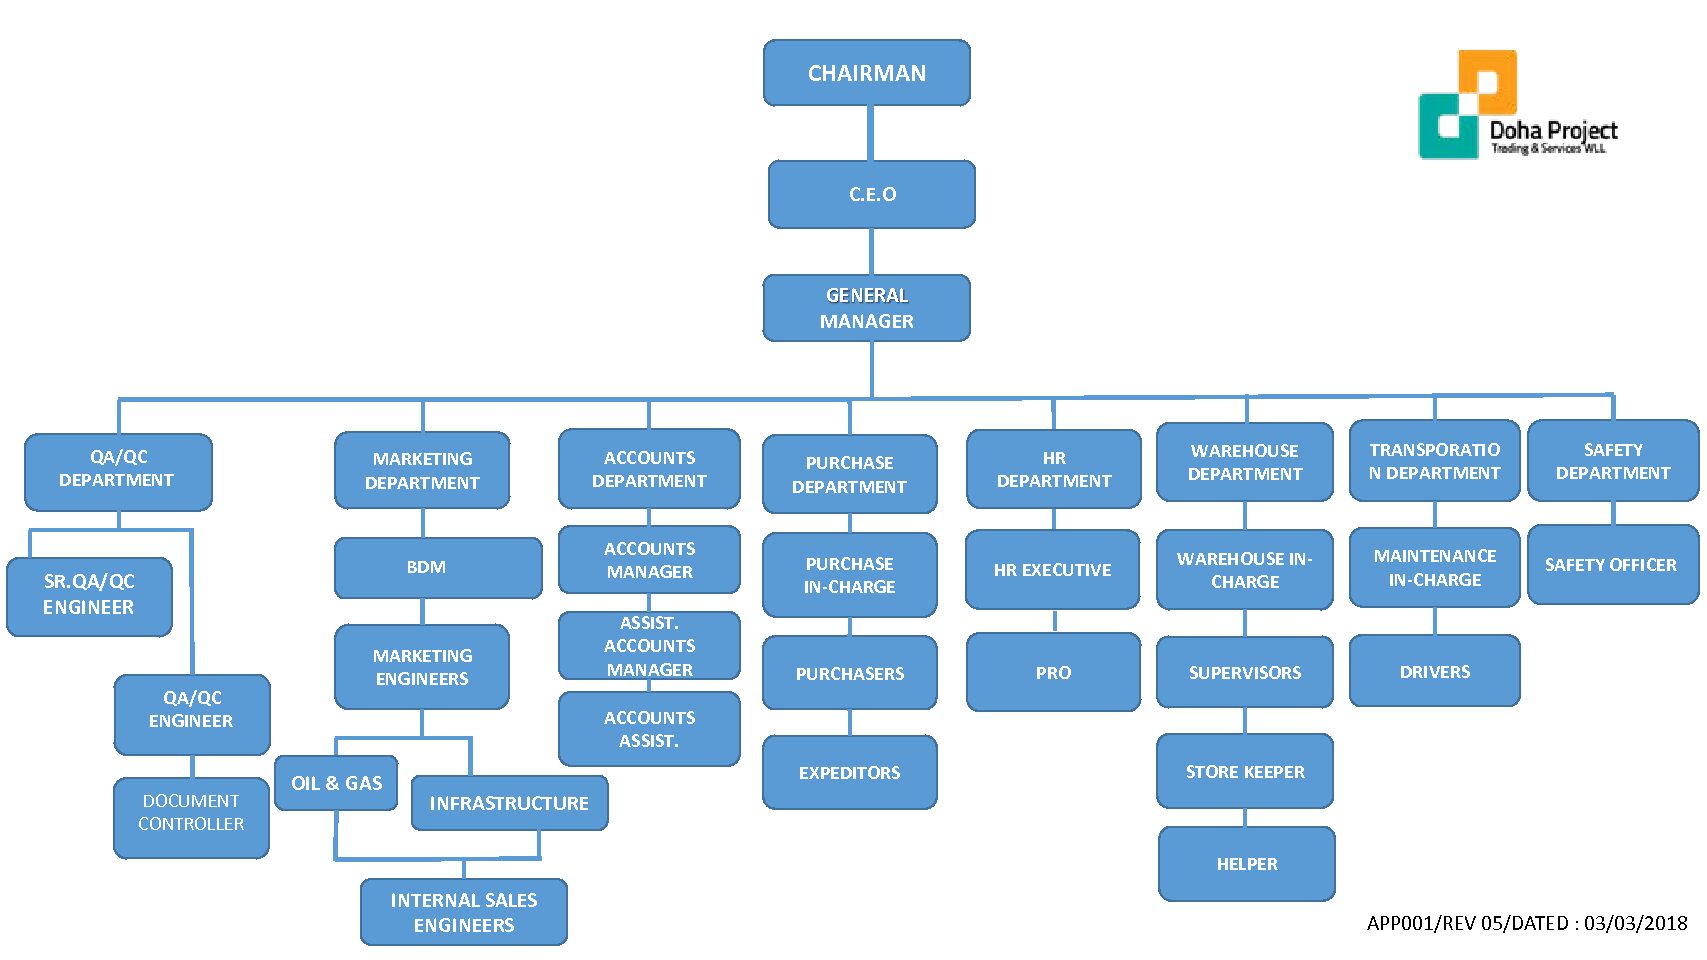 CHAIRMAN
Doha Project
Trading & Services WLL
C.E.O
GENERAL
MANAGER
QA/QC
DEPARTMENT
MARKETING
DEPARTMENT
ACCOUNTS
DEPARTMENT
PURCHASE
DEPARTMENT
HR
DEPARTMENT
WAREHOUSE
DEPARTMENT
TRANSPORATIO
N DEPARTMENT
SAFETY
DEPARTMENT
SR.QA/QC
ENGINEER
BDM
ACCOUNTS
MANAGER
PURCHASE
IN-CHARGE
HR EXECUTIVE
WAREHOUSE IN-
CHARGE
MAINTENANCE
IN-CHARGE
SAFETY OFFICER
QA/QC
ENGINEER
MARKETING
ENGINEERS
ASSIST.
ACCOUNTS
MANAGER
PURCHASERS
PRO
SUPERVISORS
DRIVERS
DOCUMENT
CONTROLLER
OIL & GAS
INFRASTRUCTURE
ACCOUNTS
ASSIST.
EXPEDITORS
STORE KEEPER
HELPER
INTERNAL SALES
ENGINEERS
APP001/REV 05/DATED : 03/03/2018